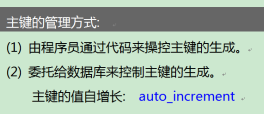 主键的管理方式:
(1) 由程序员通过代码来操控主键的生成。
(2) 委托给数据库来控制主键的生成。
主键的值自增长: auto_increment